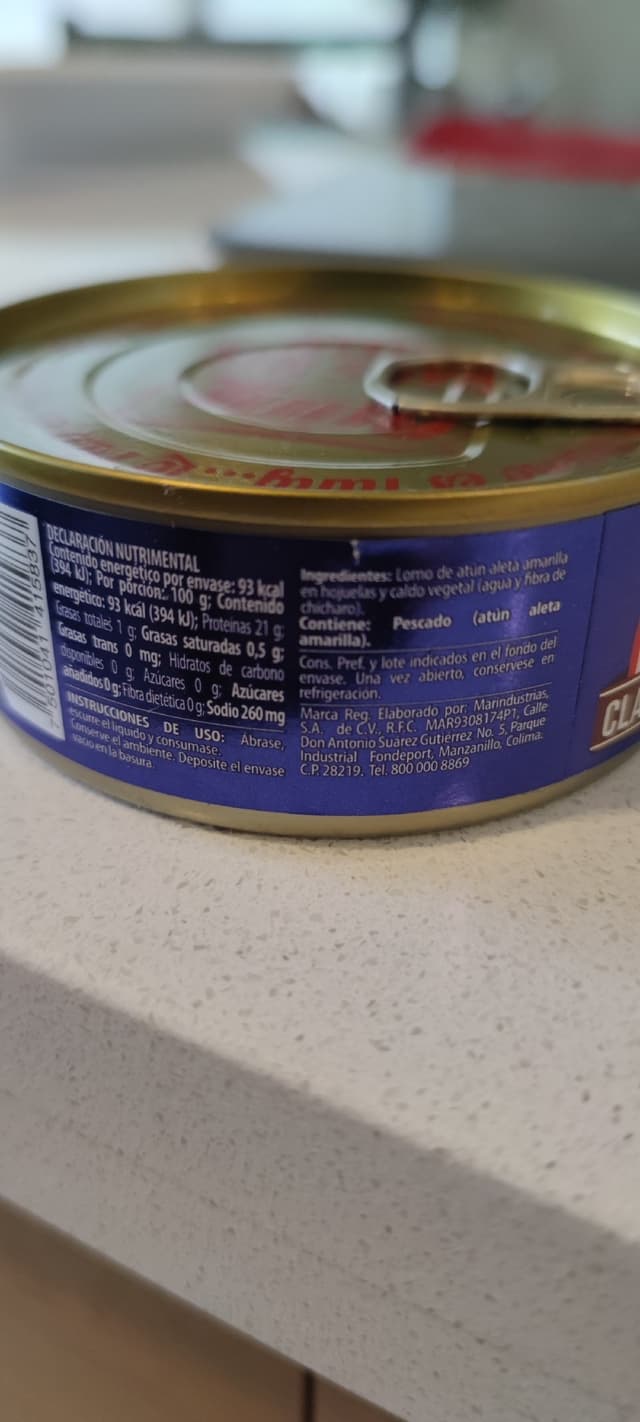 DECLARACIÓN NUTRIMENTAL
Contenido energético por envase: 93 kcal
(394 kJ); Por porción: 100 g; Contenido
energético: 93 kcal (394 kJ); Proteínas 21 g;
Grasas totales 1 g; Grasas saturadas 0,5 g;
Grasas trans 0 mg; Hidratos de carbono
disponibles 0 g; Azúcares 0 g; Azúcares
añadidos 0 g; Fibra dietética 0 g; Sodio 260 mg
INSTRUCCIONES DE USO: Ábrase,
escurre el líquido y consumase.
Conserve el ambiente. Deposite el envase
vacío en la basura.
Ingredientes: Lomo de atún aleta amarilla
en hojuelas y caldo vegetal (agua y fibra de
chícharo).
Contiene: Pescado (atún aleta
amarilla).
Cons. Pref. y lote indicados en el fondo del
envase. Una vez abierto, consérvese en
refrigeración.
Marca Reg. Elaborado por: Marindustrias,
S.A. de C.V., R.F.C. MAR9308174P1, Calle
Don Antonio Suárez Gutiérrez No. 5, Parque
Industrial Fondeport, Manzanillo, Colima.
C.P. 28219. Tel. 800 000 8869
CLA